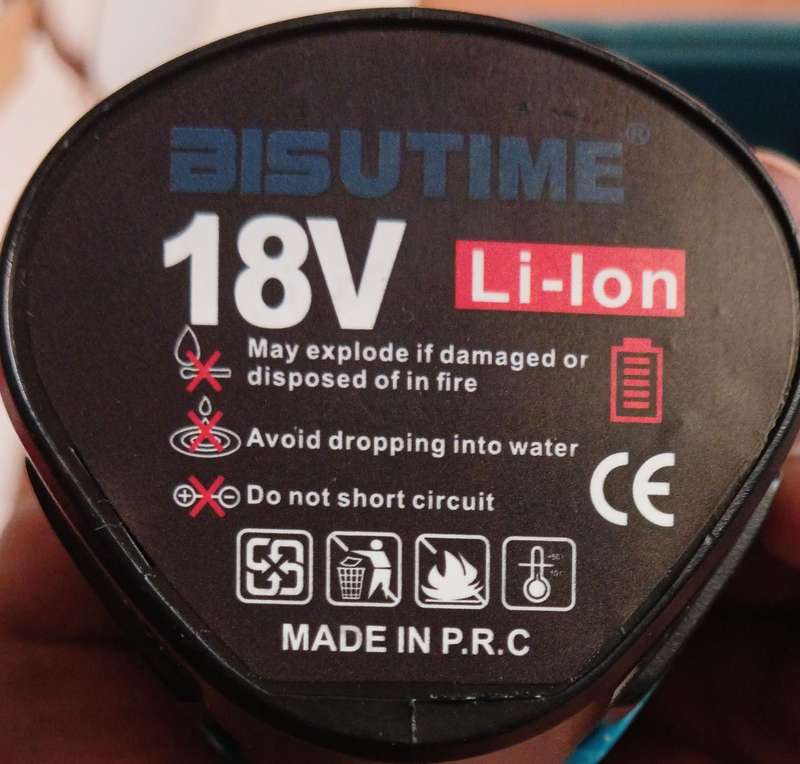 BISUTIME®
18V
Li-Ion
May explode if damaged or
disposed of in fire
Avoid dropping into water
Do not short circuit
CE
MADE IN P.R.C